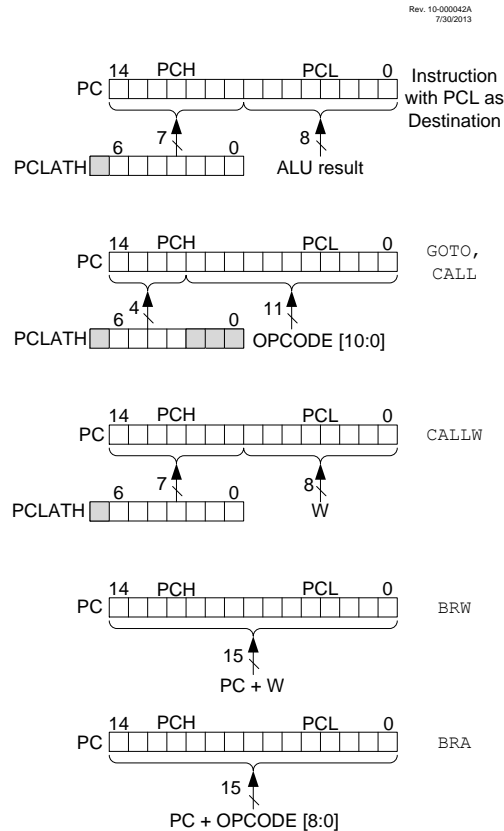 Rev. 10-000042A
7/30/2013
14 PCH PCL 0
PC
Instruction
with PCL as
Destination
7 8
6 0
PCLATH
ALU result
14 PCH PCL 0
PC
GOTO,
CALL
4 11
6 0
PCLATH
OPCODE [10:0]
14 PCH PCL 0
PC
CALLW
7 8
6 0
PCLATH
W
14 PCH PCL 0
PC
BRW
15
PC + W
14 PCH PCL 0
PC
BRA
15
PC + OPCODE [8:0]